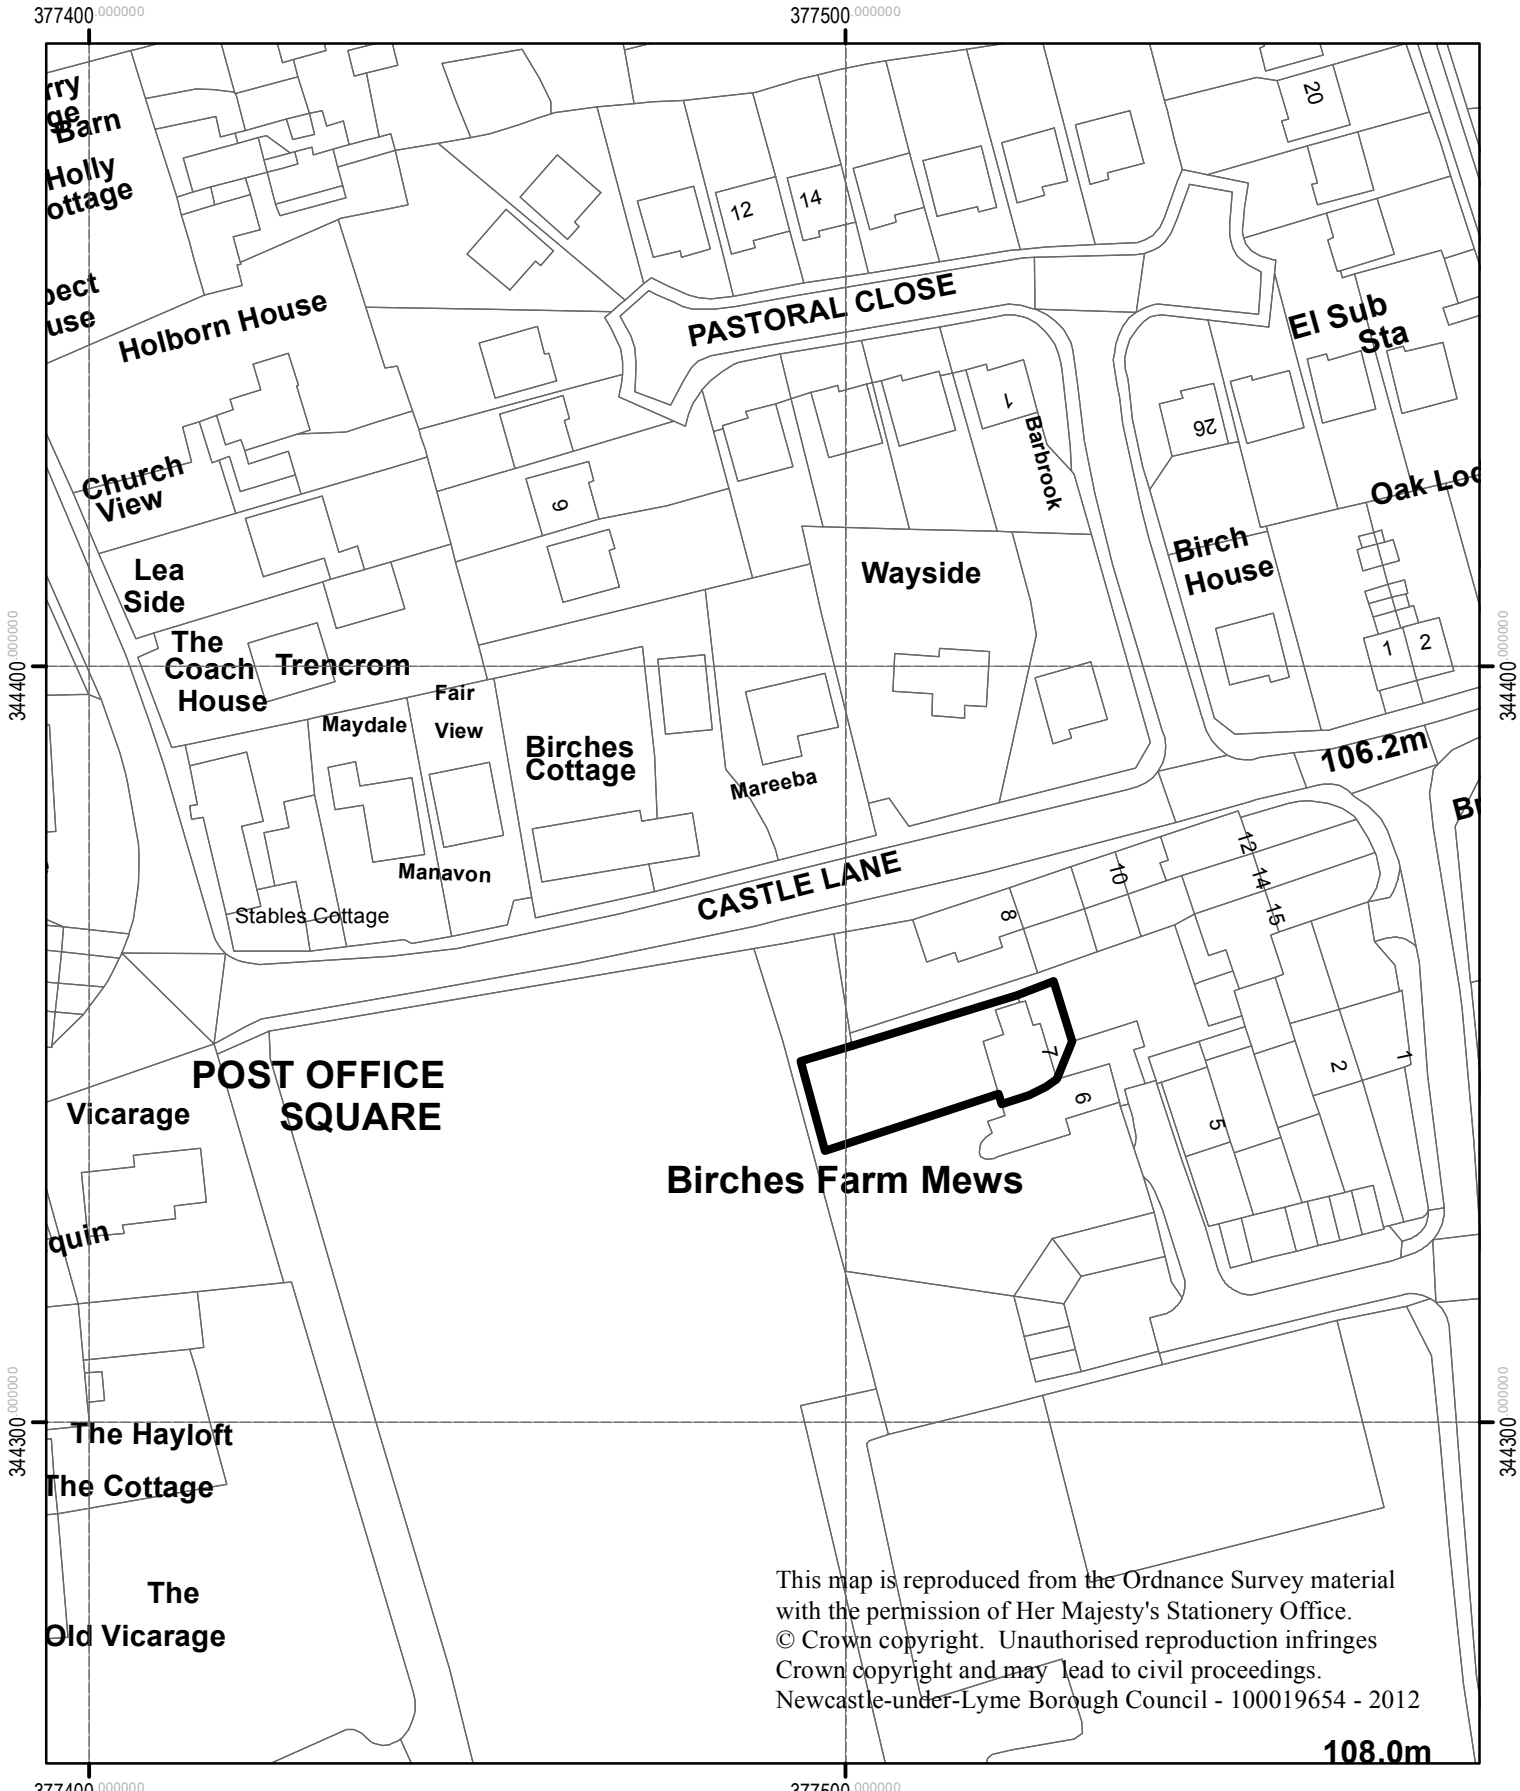 377400.000000
377500.000000
rry
ge
Barn
Holly
ottage
12
14
20
pect
use
Holborn House
PASTORAL CLOSE
El Sub
Sta
1
Barbrook
26
Church
View
9
Oak Loc
Lea
Side
Wayside
Birch
House
The
Coach
House
Trencrom
1
2
344400.000000
344400.000000
Fair
View
Maydale
Birches
Cottage
Mareeba
106.2m
Br
Manavon
CASTLE LANE
Stables Cottage
8
10
12
14
15
POST OFFICE
SQUARE
Vicarage
7
6
5
2
1
Birches Farm Mews
quin
344300.000000
344300.000000
The Hayloft
The Cottage
The
Old Vicarage
This map is reproduced from the Ordnance Survey material
with the permission of Her Majesty's Stationery Office.
© Crown copyright. Unauthorised reproduction infringes
Crown copyright and may lead to civil proceedings.
Newcastle-under-Lyme Borough Council - 100019654 - 2012
108.0m
377400.000000
377500.000000